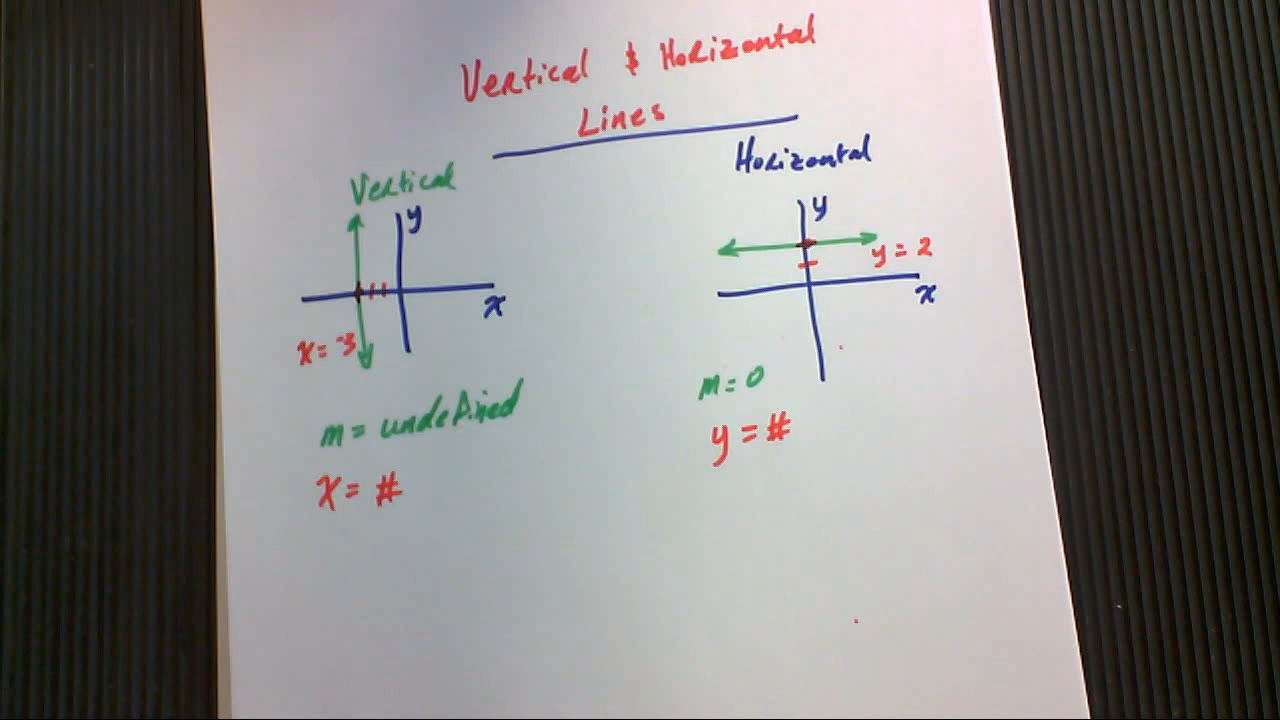 Vertical & Horizontal
Lines
Vertical
y
x
x = -3
m = undefined
x = #
Horizontal
y
y = 2
x
m = 0
y = #